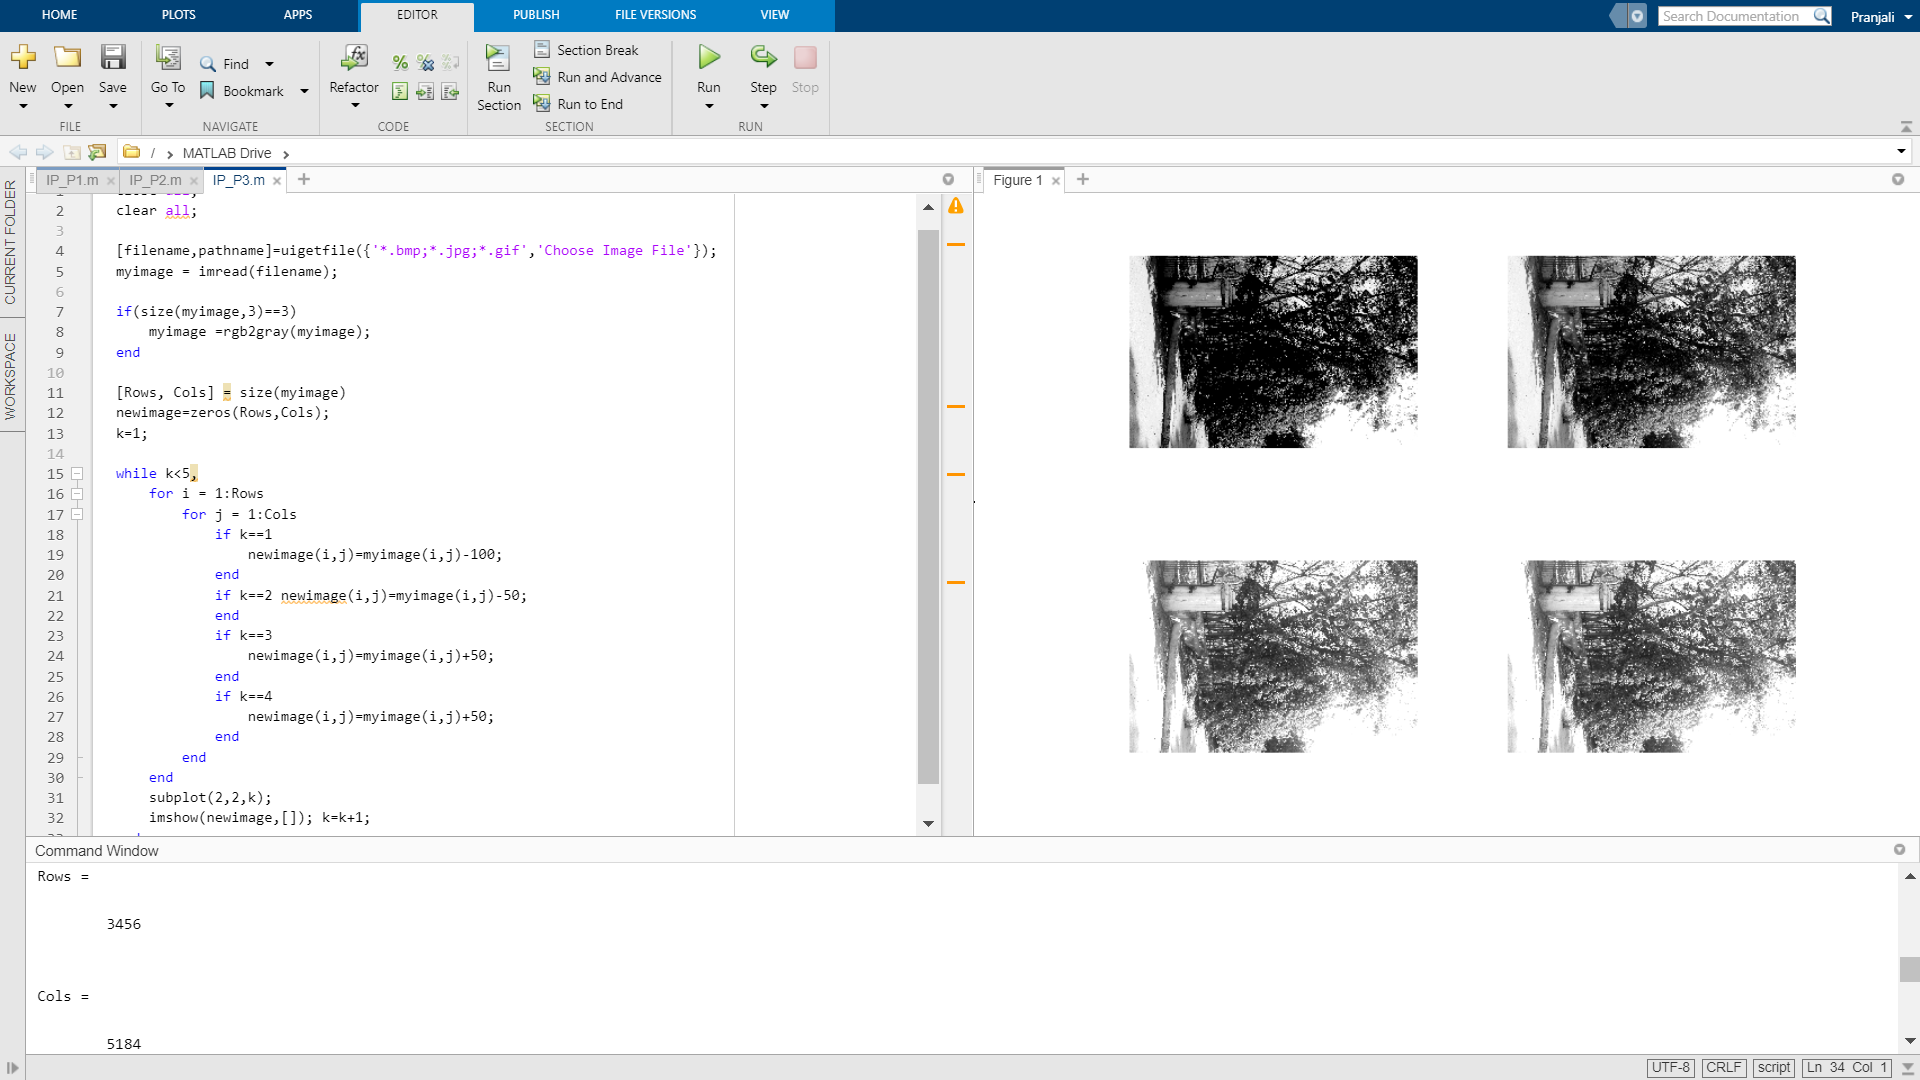 HOME PLOTS APPS EDITOR PUBLISH FILE VERSIONS VIEW Search Documentation Pranjali
New Open Save Go To Find Bookmark Refactor Run Section Section Break Run and Advance Run to End Run Step Stop
FILE NAVIGATE CODE SECTION RUN
/ › MATLAB Drive ›
CURRENT FOLDER
WORKSPACE
IP_P1.m × IP_P2.m × IP_P3.m × +
2 clear all;
3
4 [filename,pathname]=uigetfile({'*.bmp;*.jpg;*.gif','Choose Image File'});
5 myimage = imread(filename);
6
7 if(size(myimage,3)==3)
8 myimage =rgb2gray(myimage);
9 end
10
11 [Rows, Cols] = size(myimage)
12 newimage=zeros(Rows,Cols);
13 k=1;
14
15 while k<5,
16 for i = 1:Rows
17 for j = 1:Cols
18 if k==1
19 newimage(i,j)=myimage(i,j)-100;
20 end
21 if k==2 newimage(i,j)=myimage(i,j)-50;
22 end
23 if k==3
24 newimage(i,j)=myimage(i,j)+50;
25 end
26 if k==4
27 newimage(i,j)=myimage(i,j)+50;
28 end
29 end
30 end
31 subplot(2,2,k);
32 imshow(newimage,[]); k=k+1;
Figure 1 × +
Command Window
Rows =
3456
Cols =
5184
UTF-8 CRLF script Ln 34 Col 1